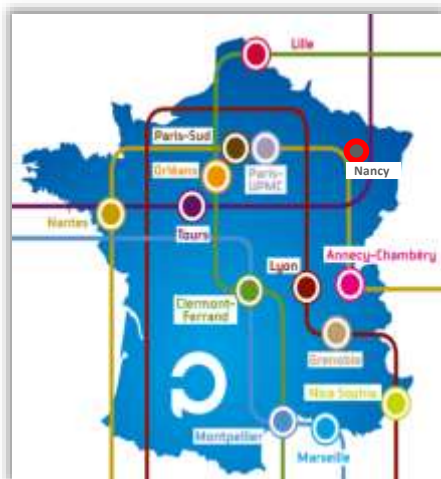 Lille
Paris-Sud
Orléans
Paris-
UPMC
Nancy
Nantes
Tours
Annecy-Chambéry
Lyon
Clermont-
Ferrand
Grenoble
Nice Sophia
Montpellier
Marseille